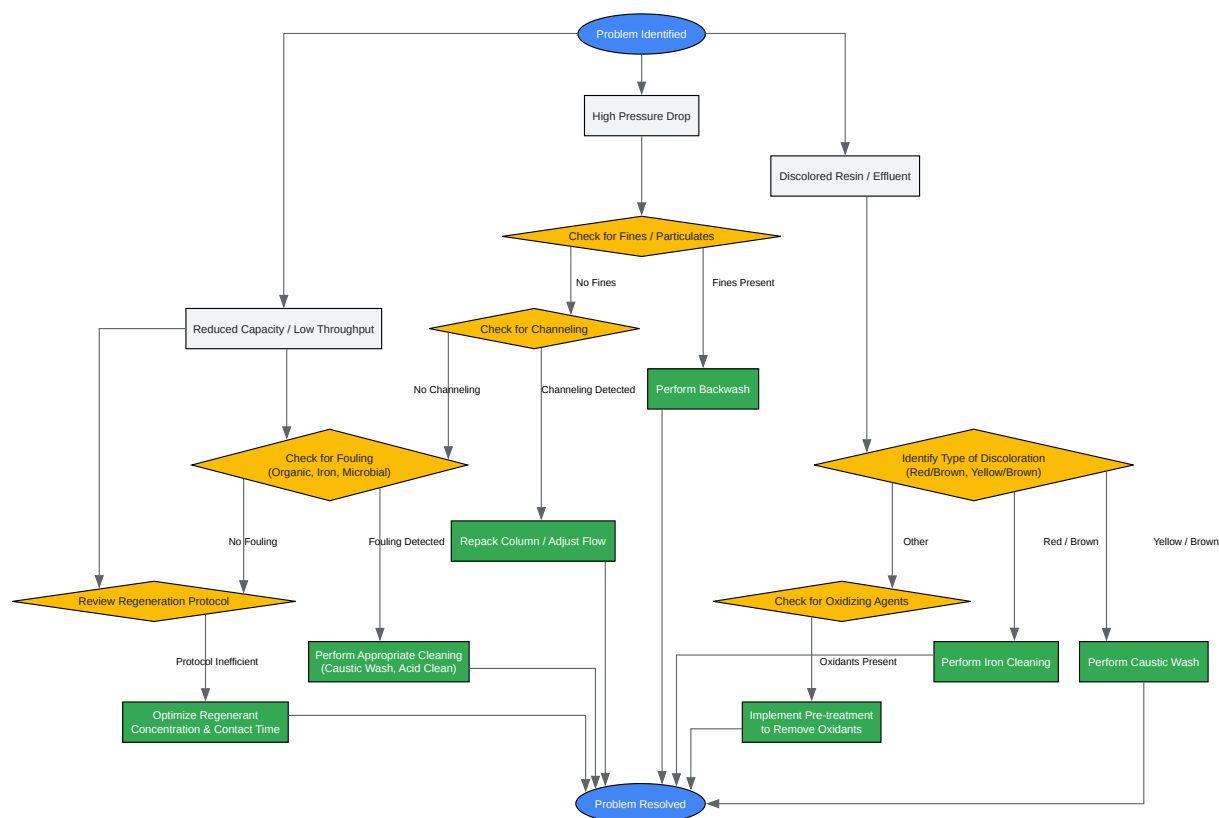 Problem Identified
High Pressure Drop
Discolored Resin / Effluent
Check for Fines / Particulates
No Fines
Fines Present
Reduced Capacity / Low Throughput
Check for Channeling
No Channeling
Channeling Detected
Perform Backwash
Check for Fouling
(Organic, Iron, Microbial)
Identify Type of Discoloration
(Red/Brown, Yellow/Brown)
No Fouling
Fouling Detected
Repack Column / Adjust Flow
Other
Red / Brown
Yellow / Brown
Review Regeneration Protocol
Check for Oxidizing Agents
Protocol Inefficient
Perform Appropriate Cleaning
(Caustic Wash, Acid Clean)
Oxidants Present
Perform Iron Cleaning
Perform Caustic Wash
Optimize Regenerant
Concentration & Contact Time
Implement Pre-treatment
to Remove Oxidants
Problem Resolved